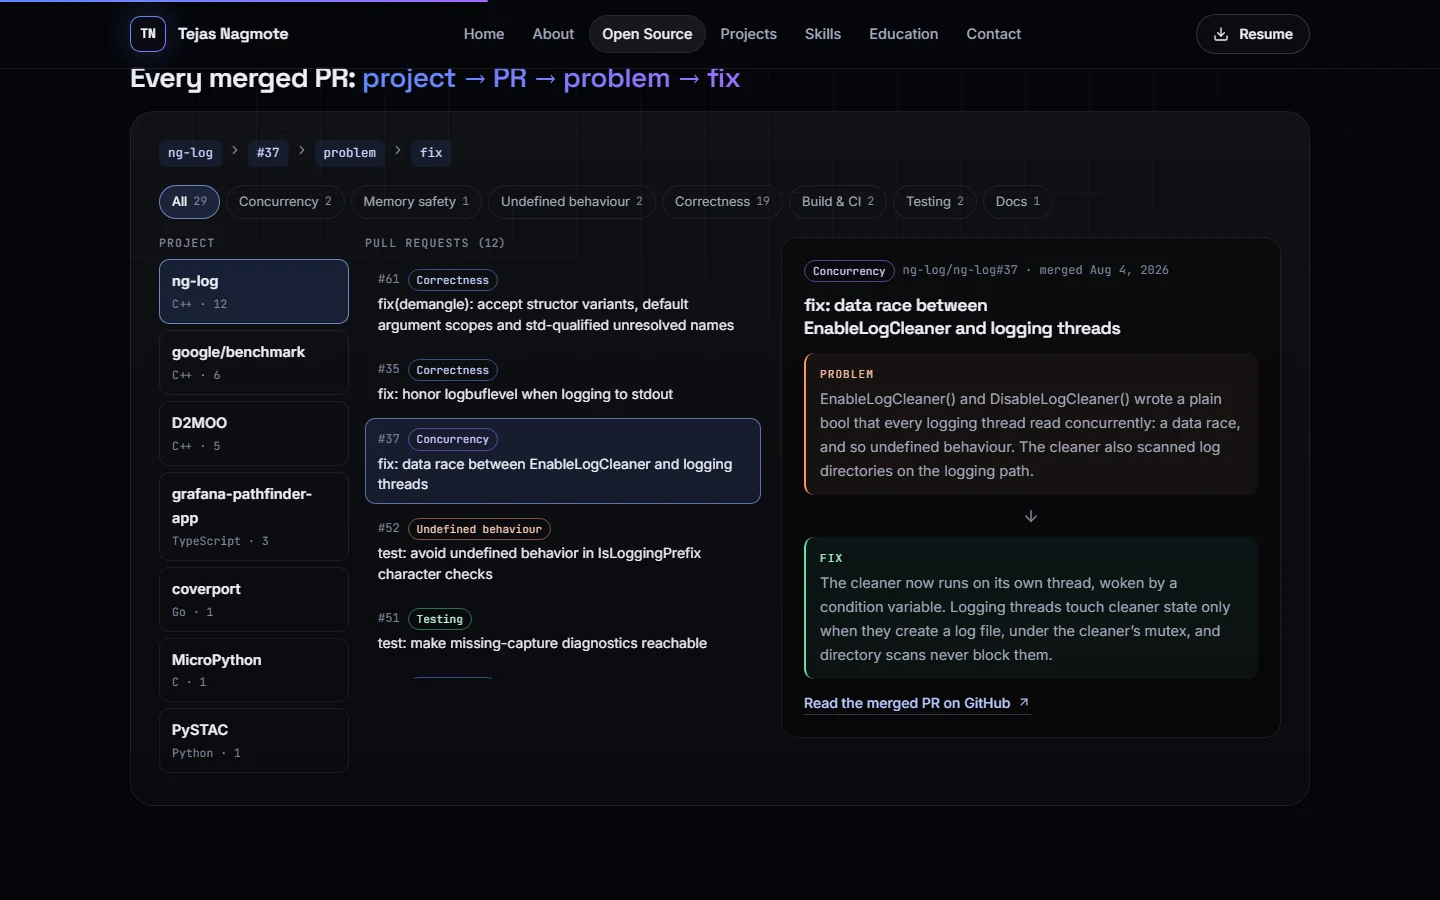 TN Tejas Nagmote Home About Open Source Projects Skills Education Contact Resume
Every merged PR: project → PR → problem → fix
ng-log > #37 > problem > fix
All 29 Concurrency 2 Memory safety 1 Undefined behaviour 2 Correctness 19 Build & CI 2 Testing 2 Docs 1
PROJECT
ng-log
C++ · 12
google/benchmark
C++ · 6
D2MOO
C++ · 5
grafana-pathfinder-
app
TypeScript · 3
coverport
Go · 1
MicroPython
C · 1
PySTAC
Python · 1
PULL REQUESTS (12)
#61 Correctness
fix(demangle): accept structor variants, default
argument scopes and std-qualified unresolved names
#35 Correctness
fix: honor logbuflevel when logging to stdout
#37 Concurrency
fix: data race between EnableLogCleaner and logging
threads
#52 Undefined behaviour
test: avoid undefined behavior in IsLoggingPrefix
character checks
#51 Testing
test: make missing-capture diagnostics reachable
Concurrency ng-log/ng-log#37 · merged Aug 4, 2026
fix: data race between
EnableLogCleaner and logging threads
PROBLEM
EnableLogCleaner() and DisableLogCleaner() wrote a plain
bool that every logging thread read concurrently: a data race,
and so undefined behaviour. The cleaner also scanned log
directories on the logging path.
↓
FIX
The cleaner now runs on its own thread, woken by a
condition variable. Logging threads touch cleaner state only
when they create a log file, under the cleaner’s mutex, and
directory scans never block them.
Read the merged PR on GitHub ↗